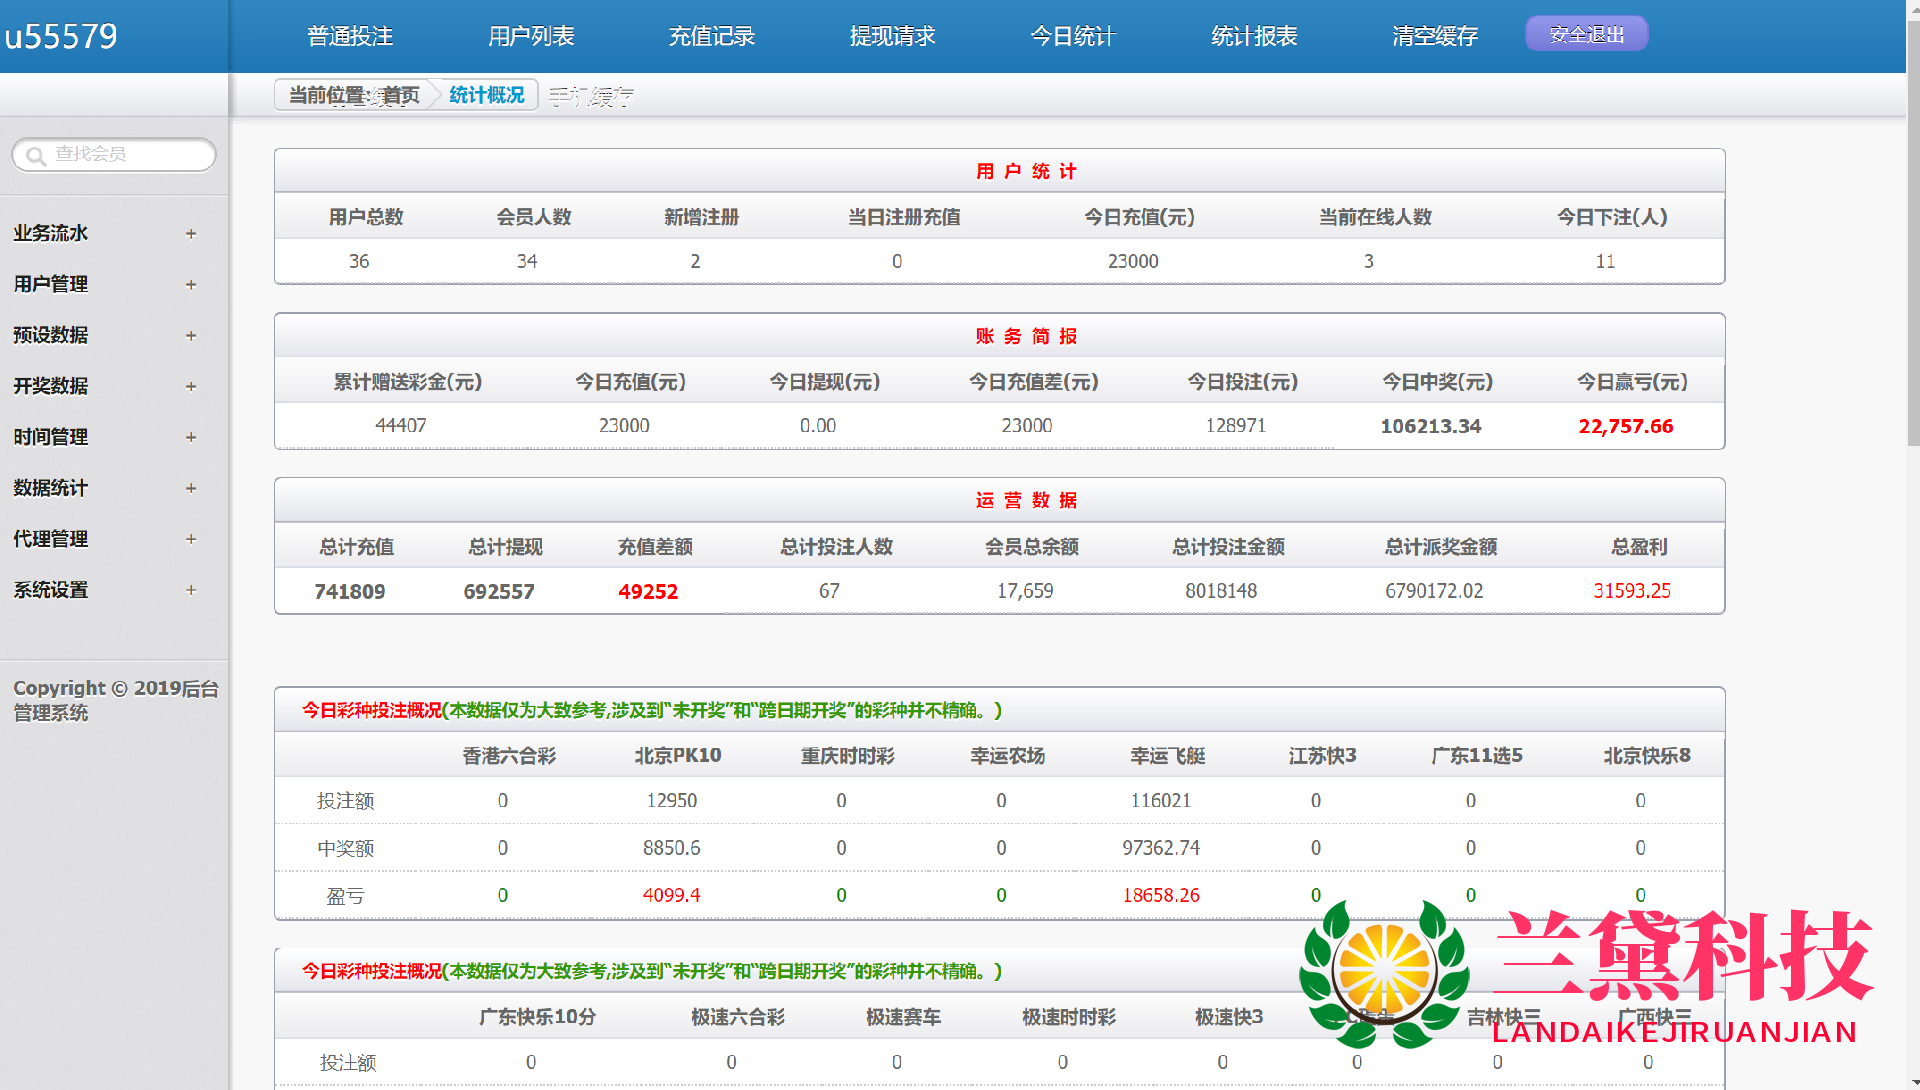 u55579
普通投注 用户列表 充值记录 提现请求 今日统计 统计报表 清空缓存 安全退出
当前位置: 首页 统计概况 手机缓存
查找会员
业务流水 +
用户管理 +
预设数据 +
开奖数据 +
时间管理 +
数据统计 +
代理管理 +
系统设置 +
Copyright © 2019后台
管理系统
用 户 统 计
用户总数 会员人数 新增注册 当日注册充值 今日充值(元) 当前在线人数 今日下注(人)
36 34 2 0 23000 3 11
账 务 简 报
累计赠送彩金(元) 今日充值(元) 今日提现(元) 今日充值差(元) 今日投注(元) 今日中奖(元) 今日赢亏(元)
44407 23000 0.00 23000 128971 106213.34 22,757.66
运 营 数 据
总计充值 总计提现 充值差额 总计投注人数 会员总余额 总计投注金额 总计派奖金额 总盈利
741809 692557 49252 67 17,659 8018148 6790172.02 31593.25
今日彩种投注概况(本数据仅为大致参考,涉及到“未开奖”和“跨日期开奖”的彩种并不精确。)
香港六合彩 北京PK10 重庆时时彩 幸运农场 幸运飞艇 江苏快3 广东11选5 北京快乐8
投注额 0 12950 0 0 116021 0 0 0
中奖额 0 8850.6 0 0 97362.74 0 0 0
盈亏 0 4099.4 0 0 18658.26 0 0 0
今日彩种投注概况(本数据仅为大致参考,涉及到“未开奖”和“跨日期开奖”的彩种并不精确。)
广东快乐10分 极速六合彩 极速赛车 极速时时彩 极速快3 吉林快三 广西快三
投注额 0 0 0 0 0 0 0 0
兰黛科技
LANDAIKEJIRUANJIAN